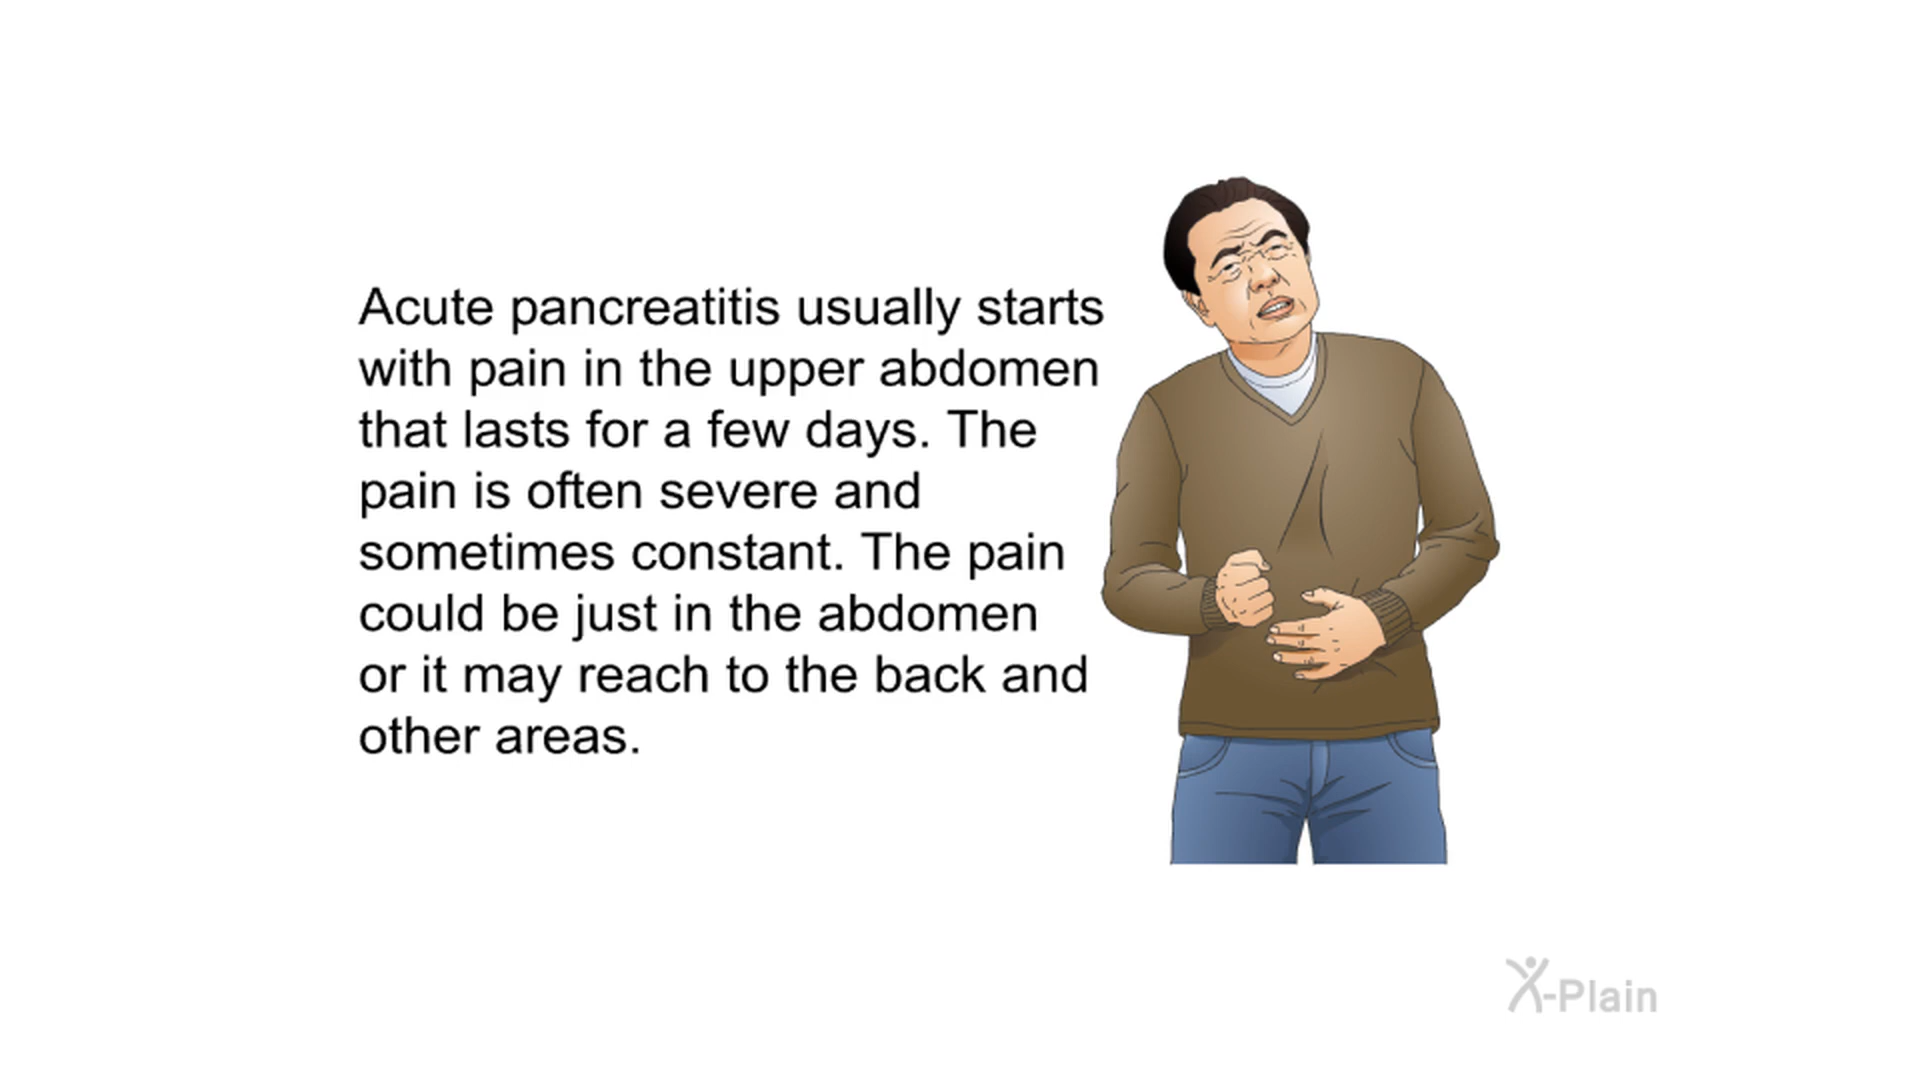 Acute pancreatitis usually starts
with pain in the upper abdomen
that lasts for a few days. The
pain is often severe and
sometimes constant. The pain
could be just in the abdomen
or it may reach to the back and
other areas.
X-Plain